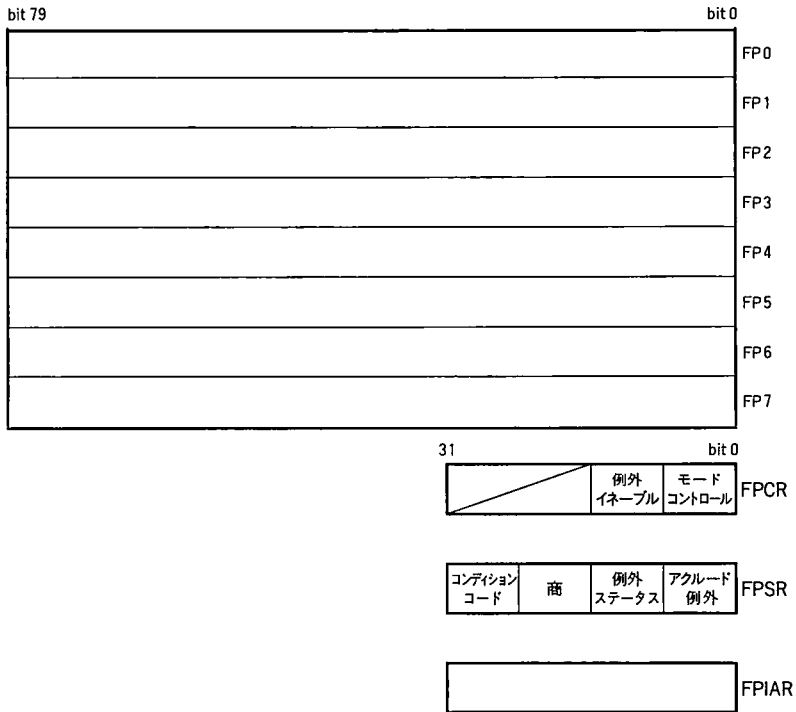 bit 79 bit 0
FP0
FP1
FP2
FP3
FP4
FP5
FP6
FP7
31 bit 0
例外
イネーブル
モード
コントロール
FPCR
コンディション
コード
商
例外
ステータス
アクルード
例外
FPSR
FPIAR